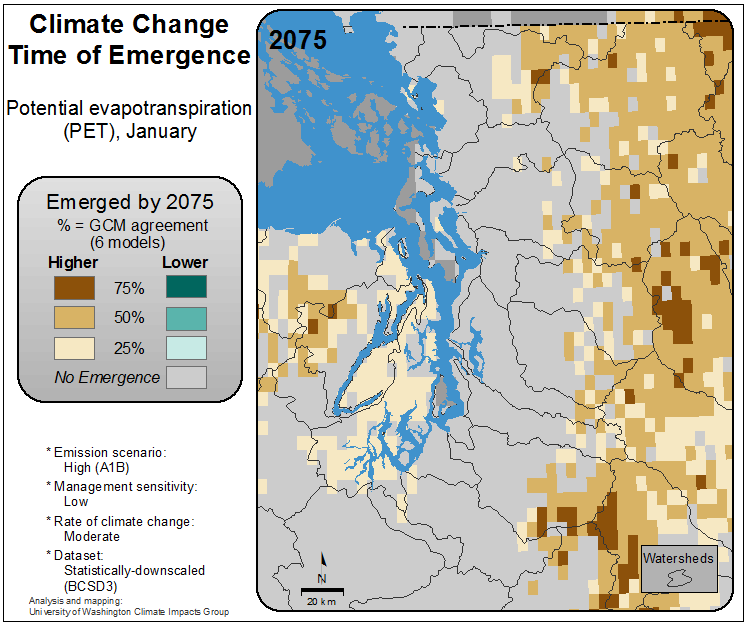 Climate Change
Time of Emergence
Potential evapotranspiration
(PET), January
Emerged by 2075
% = GCM agreement
(6 models)
Higher Lower
75%
50%
25%
No Emergence
* Emission scenario:
High (A1B)
* Management sensitivity:
Low
* Rate of climate change:
Moderate
* Dataset:
Statistically-downscaled
(BCSD3)
Analysis and mapping:
University of Washington Climate Impacts Group
2075
N
20 km
Watersheds